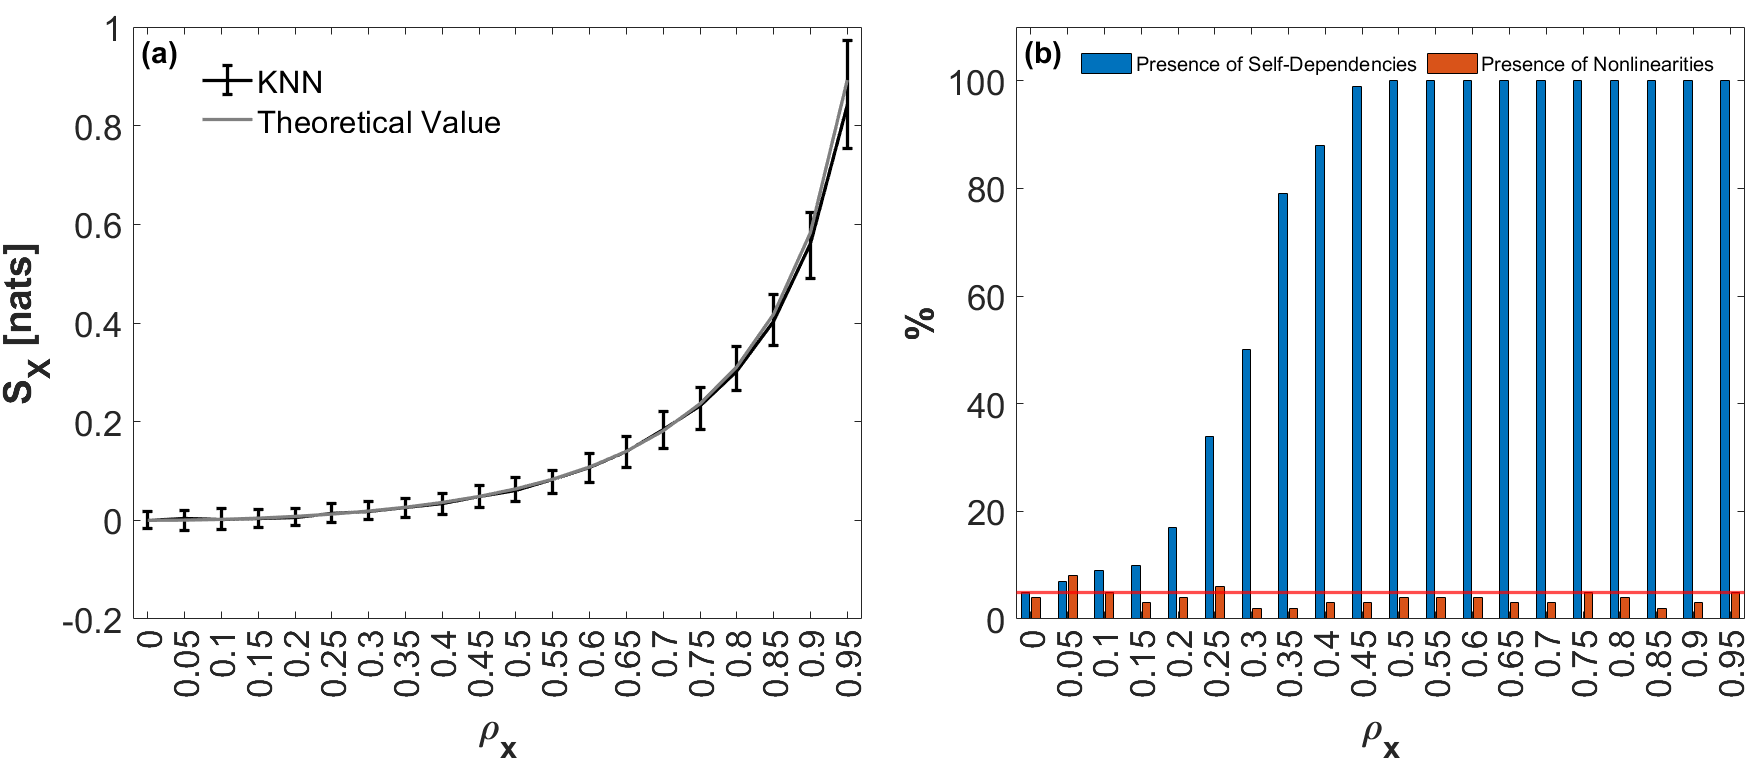 (a)
KNN
Theoretical Value
1
0.8
0.6
0.4
0.2
0
-0.2
S_X [nats]
0 0.05 0.1 0.15 0.2 0.25 0.3 0.35 0.4 0.45 0.5 0.55 0.6 0.65 0.7 0.75 0.8 0.85 0.9 0.95
ρ_x
(b)
Presence of Self-Dependencies Presence of Nonlinearities
100
80
60
40
20
0
%
0 0.05 0.1 0.15 0.2 0.25 0.3 0.35 0.4 0.45 0.5 0.55 0.6 0.65 0.7 0.75 0.8 0.85 0.9 0.95
ρ_x